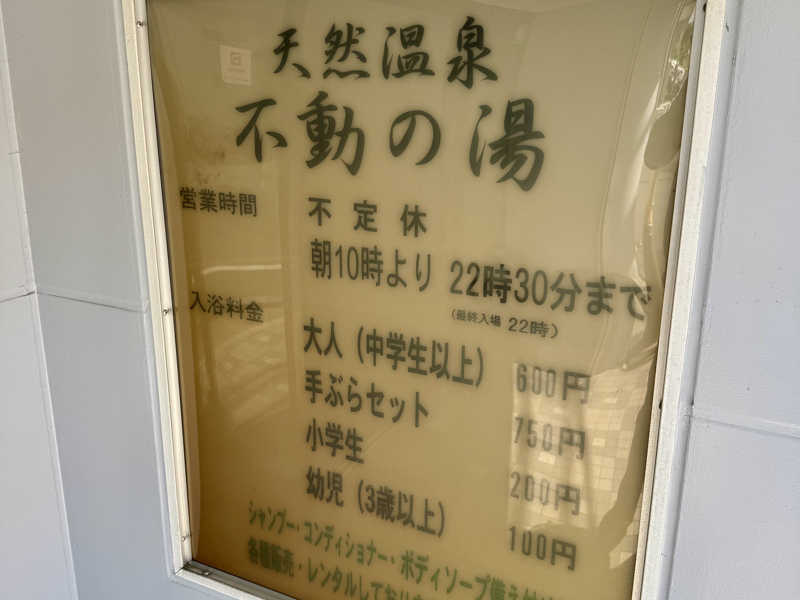 天然温泉
不動の湯
営業時間 不定休
朝10時より 22時30分まで
(最終入場 22時)
入浴料金
大人（中学生以上） 600円
手ぶらセット 750円
小学生 200円
幼児（3歳以上） 100円
シャンプー・コンディショナー・ボディソープ備え付け
各種販売・レンタルしており